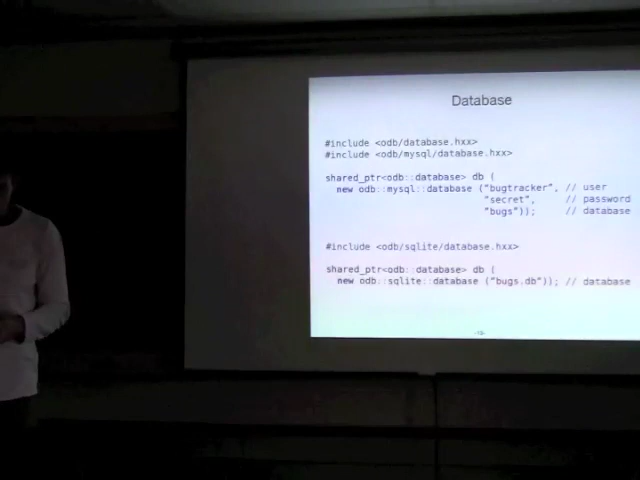 Database
#include <odb/database.hxx>
#include <odb/mysql/database.hxx>
shared_ptr<odb::database> db (
new odb::mysql::database ("bugtracker", // user
"secret", // password
"bugs")); // database
#include <odb/sqlite/database.hxx>
shared_ptr<odb::database> db (
new odb::sqlite::database ("bugs.db")); // database